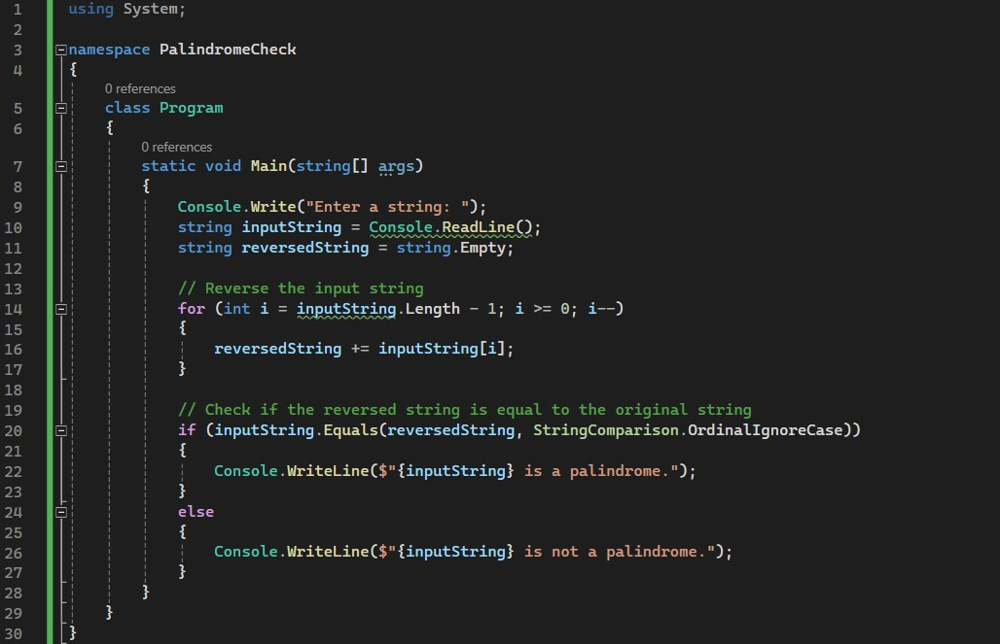 1 using System;
2
3 namespace PalindromeCheck
4 {
0 references
5 class Program
6 {
0 references
7 static void Main(string[] args)
8 {
9 Console.Write("Enter a string: ");
10 string inputString = Console.ReadLine();
11 string reversedString = string.Empty;
12
13 // Reverse the input string
14 for (int i = inputString.Length - 1; i >= 0; i--)
15 {
16 reversedString += inputString[i];
17 }
18
19 // Check if the reversed string is equal to the original string
20 if (inputString.Equals(reversedString, StringComparison.OrdinalIgnoreCase))
21 {
22 Console.WriteLine($"{inputString} is a palindrome.");
23 }
24 else
25 {
26 Console.WriteLine($"{inputString} is not a palindrome.");
27 }
28 }
29 }
30 }